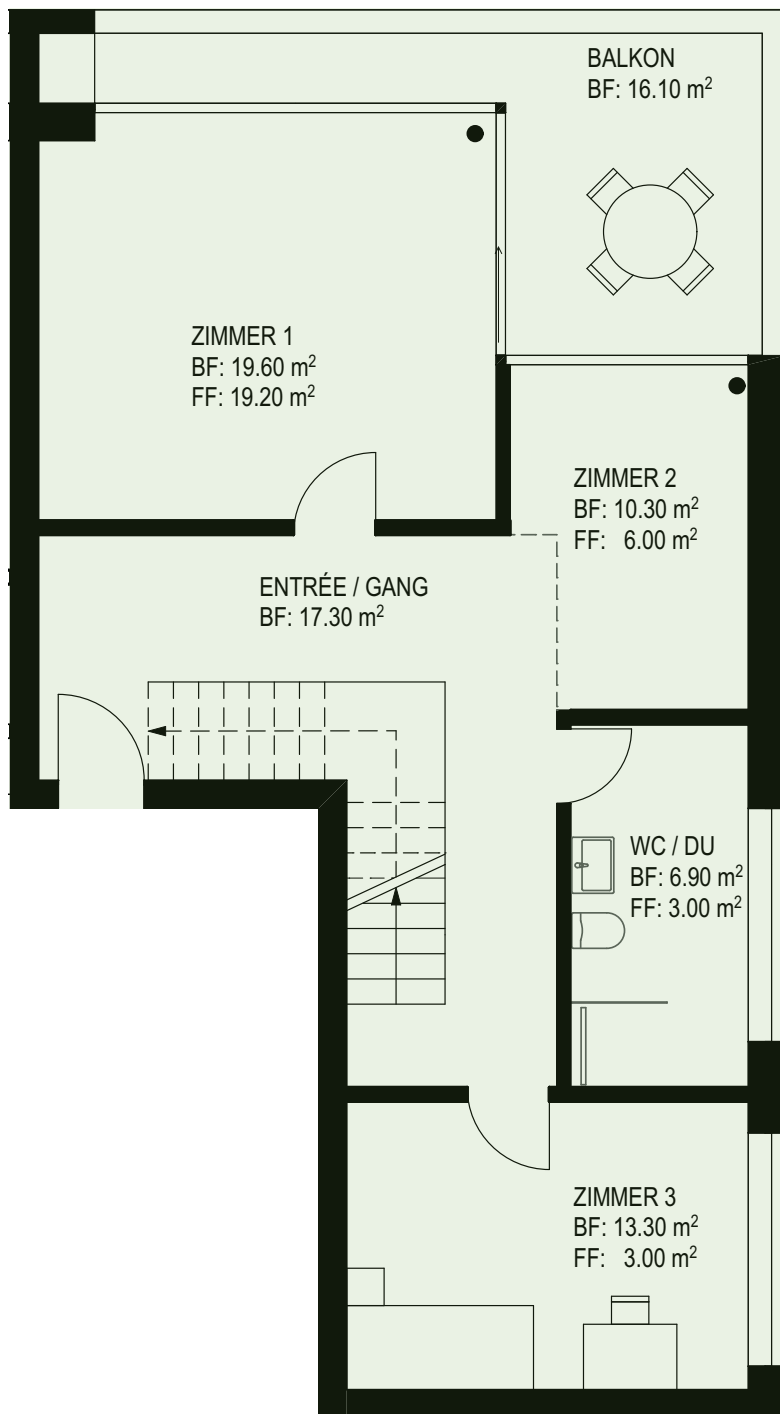 BALKON
BF: 16.10 m²
ZIMMER 1
BF: 19.60 m²
FF: 19.20 m²
ZIMMER 2
BF: 10.30 m²
FF: 6.00 m²
ENTRÉE / GANG
BF: 17.30 m²
WC / DU
BF: 6.90 m²
FF: 3.00 m²
ZIMMER 3
BF: 13.30 m²
FF: 3.00 m²